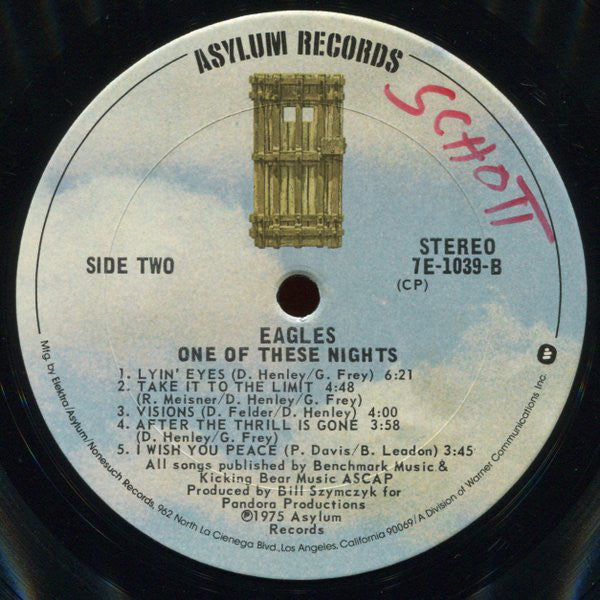 ASYLUM RECORDS
SCHOTT
SIDE TWO
STEREO
7E-1039-B
(CP)
EAGLES
ONE OF THESE NIGHTS
1. LYIN' EYES (D. Henley/G. Frey) 6:21
2. TAKE IT TO THE LIMIT 4:48
(R. Meisner/D. Henley/G. Frey)
3. VISIONS (D. Felder/D. Henley) 4:00
4. AFTER THE THRILL IS GONE 3:58
(D. Henley/G. Frey)
5. I WISH YOU PEACE (P. Davis/B. Leadon) 3:45
All songs published by Benchmark Music &
Kicking Bear Music ASCAP
Produced by Bill Szymczyk for
Pandora Productions
℗1975 Asylum
Records
Mfg. by Elektra/Asylum/Nonesuch Records, 962 North La Cienega Blvd., Los Angeles, California 90069/A Division of Warner Communications Inc.